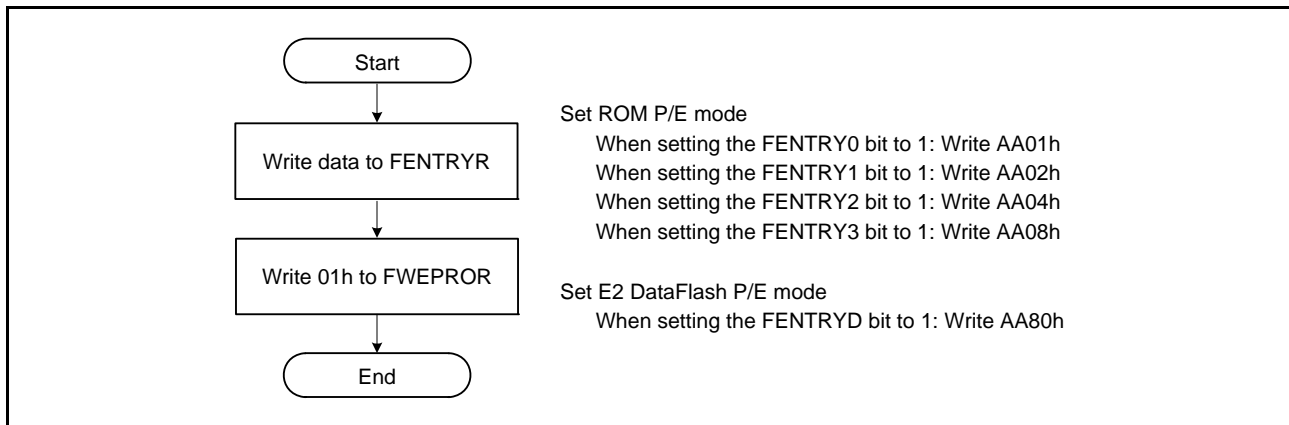 Start
Write data to FENTRYR
Write 01h to FWEPROR
End
Set ROM P/E mode
When setting the FENTRY0 bit to 1: Write AA01h
When setting the FENTRY1 bit to 1: Write AA02h
When setting the FENTRY2 bit to 1: Write AA04h
When setting the FENTRY3 bit to 1: Write AA08h
Set E2 DataFlash P/E mode
When setting the FENTRYD bit to 1: Write AA80h